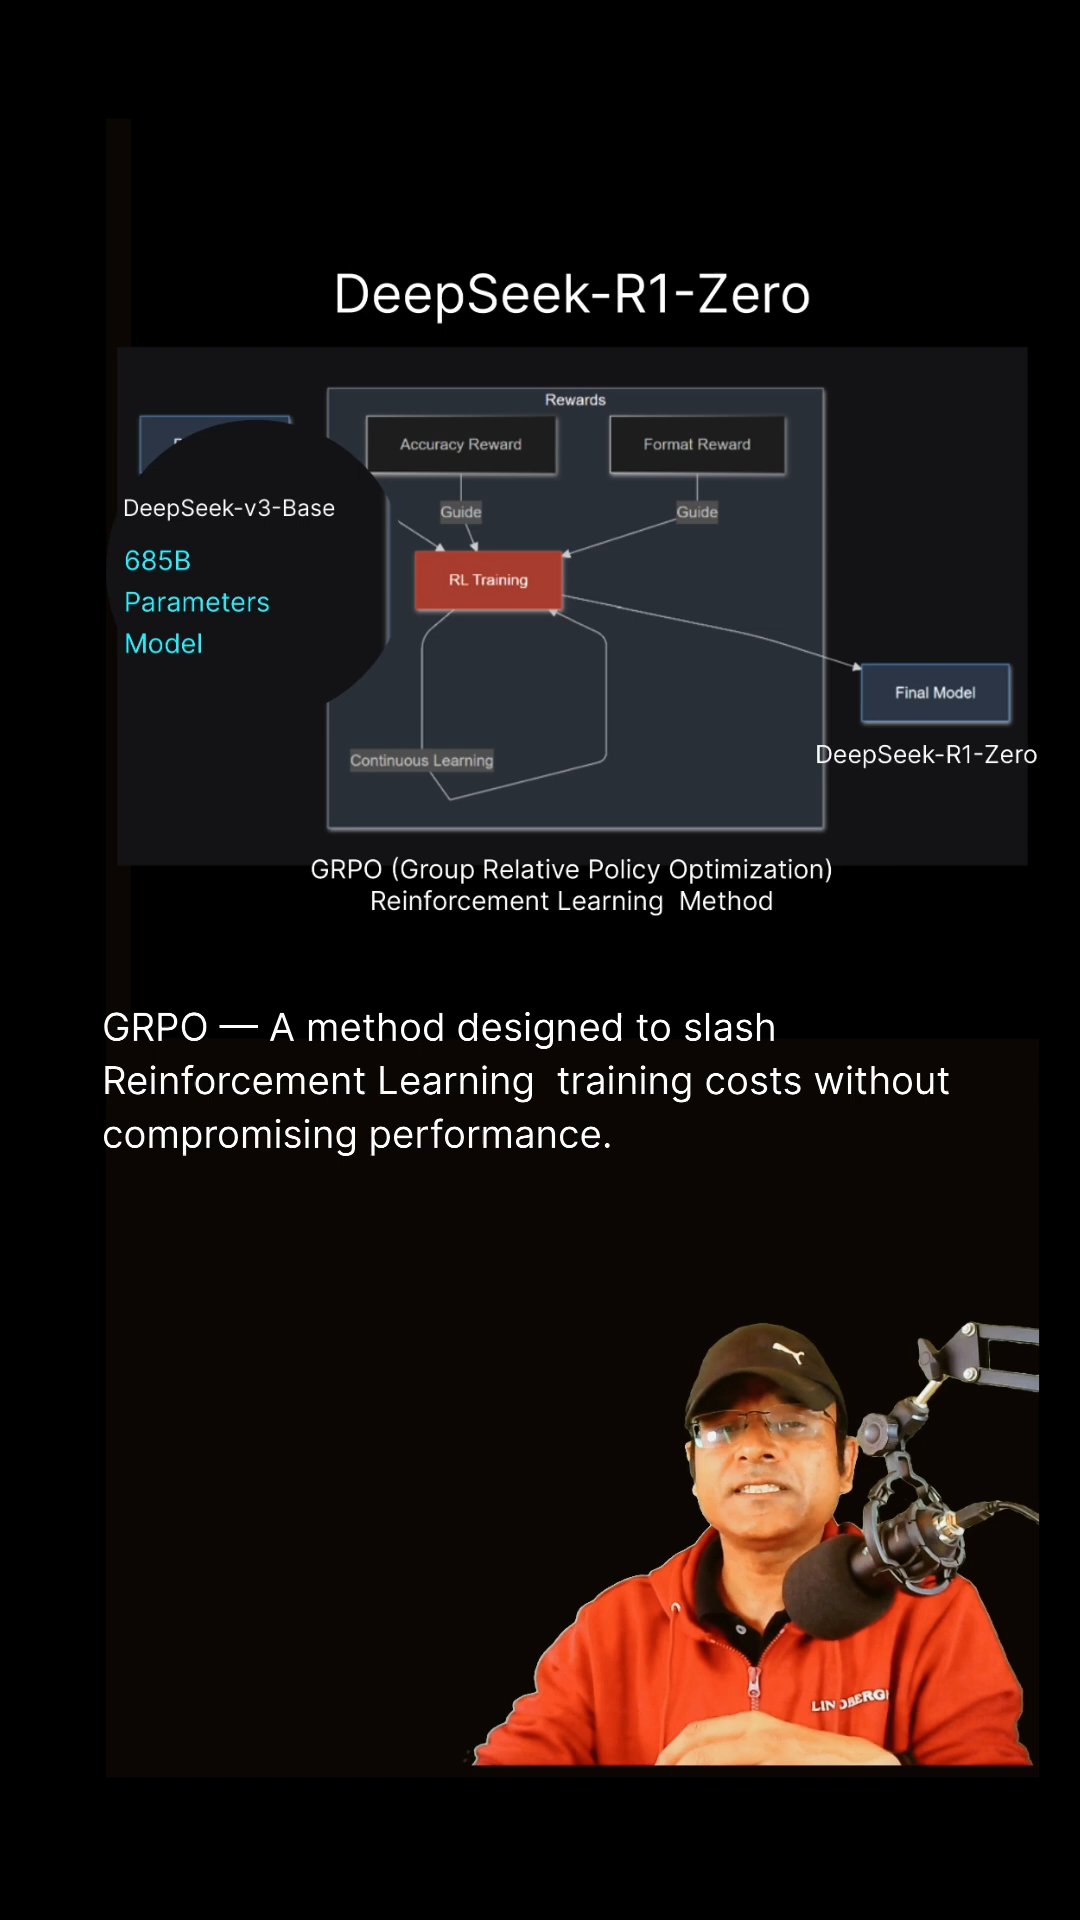 DeepSeek-R1-Zero
Rewards
Accuracy Reward
Format Reward
Guide
Guide
DeepSeek-v3-Base
685B
Parameters
Model
RL Training
Final Model
DeepSeek-R1-Zero
Continuous Learning
GRPO (Group Relative Policy Optimization)
Reinforcement Learning  Method
GRPO — A method designed to slash
Reinforcement Learning  training costs without
compromising performance.